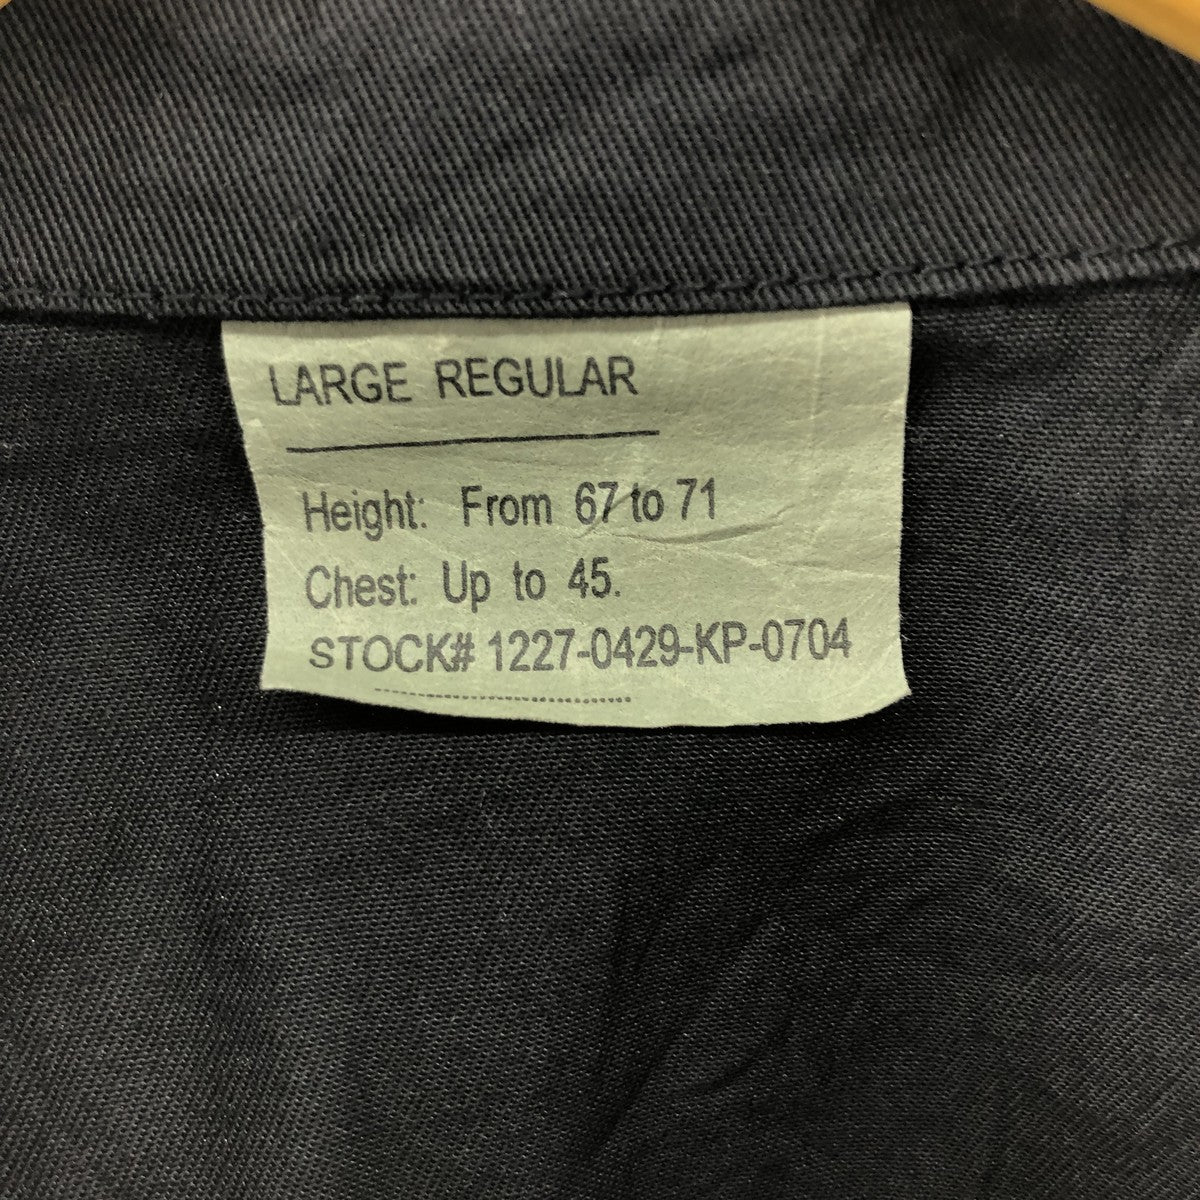 LARGE REGULAR
Height: From 67 to 71
Chest: Up to 45.
STOCK# 1227-0429-KP-0704